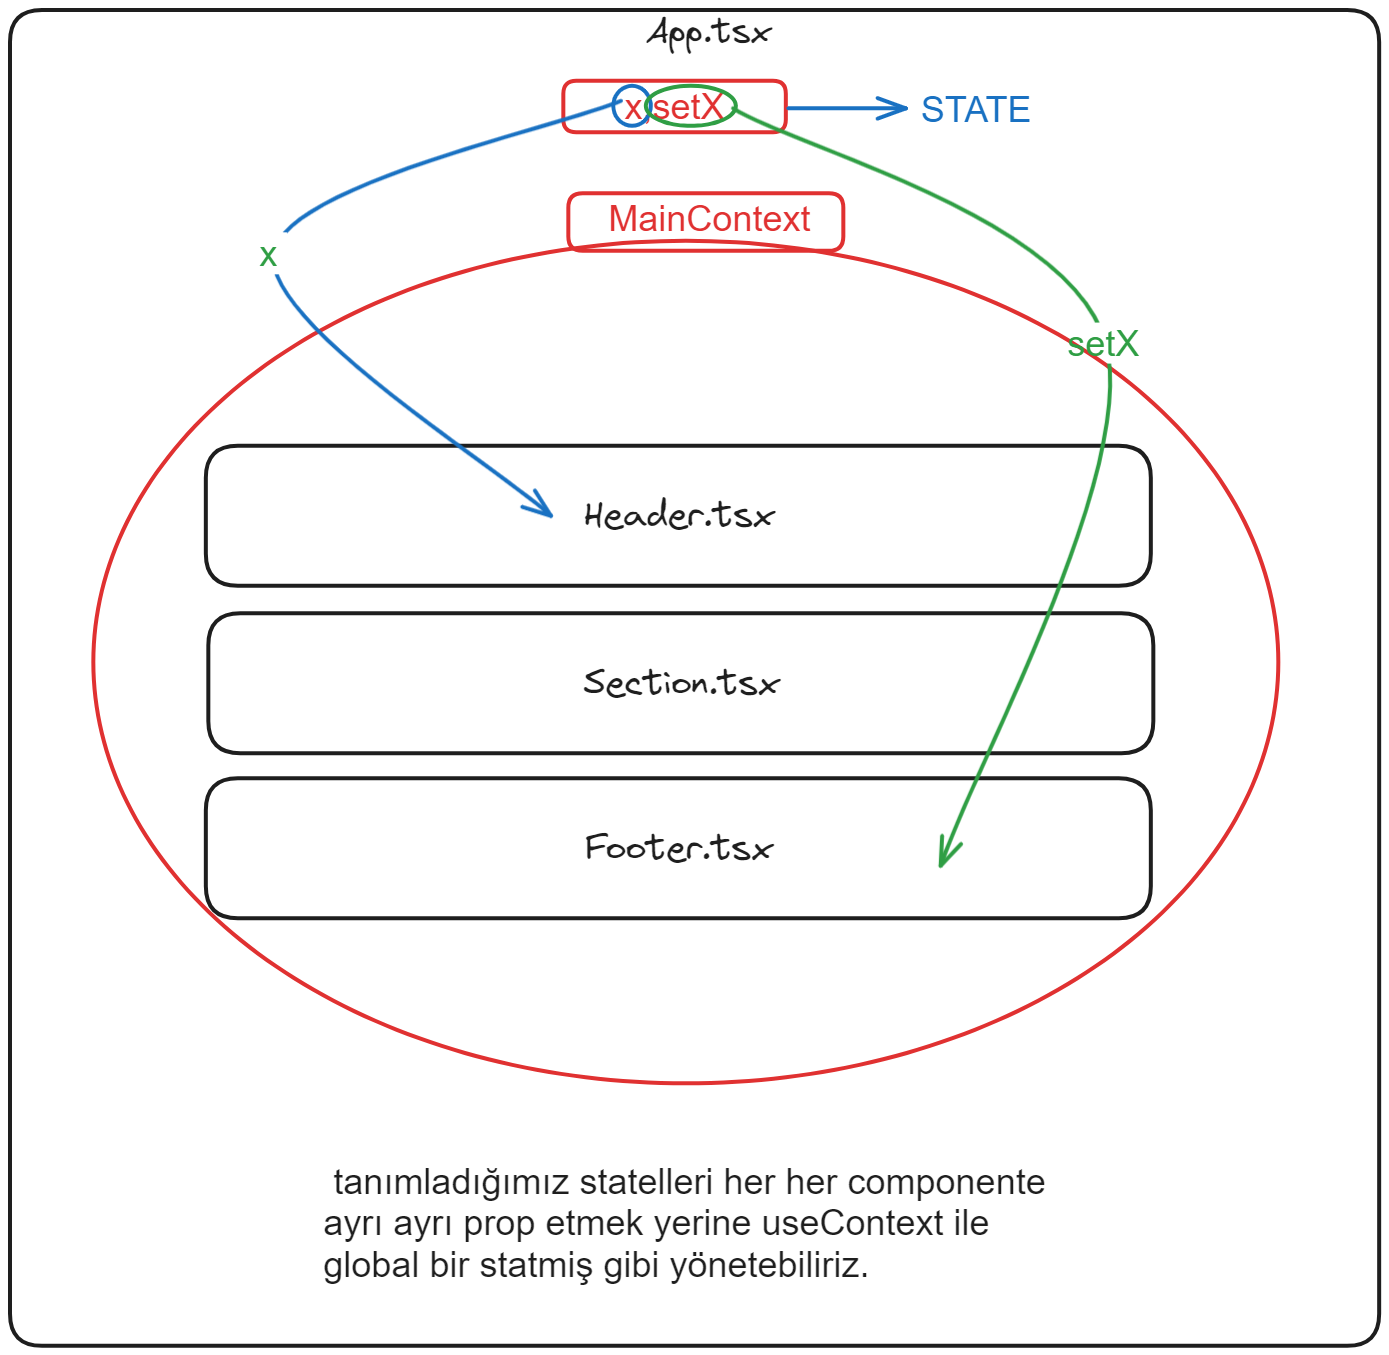 App.tsx
x,setX
STATE
MainContext
x
setX
Header.tsx
Section.tsx
Footer.tsx
tanımladığımız statelleri her her componente
ayrı ayrı prop etmek yerine useContext ile
global bir statmiş gibi yönetebiliriz.